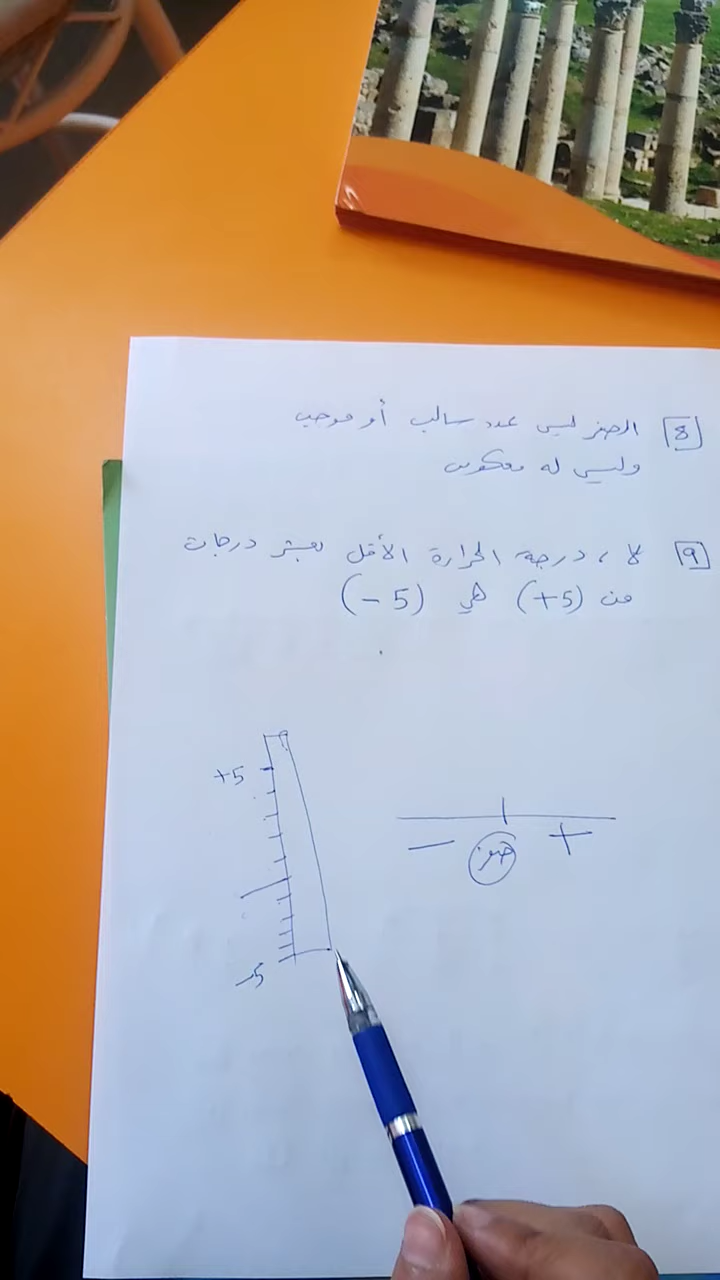 8 الصفر ليس عدد سالب أو موجب
وليس له معكوس
9 لا، درجة الحرارة الأقل بعشر درجات
من (+5) هي (-5)
+5
-5
− صفر +